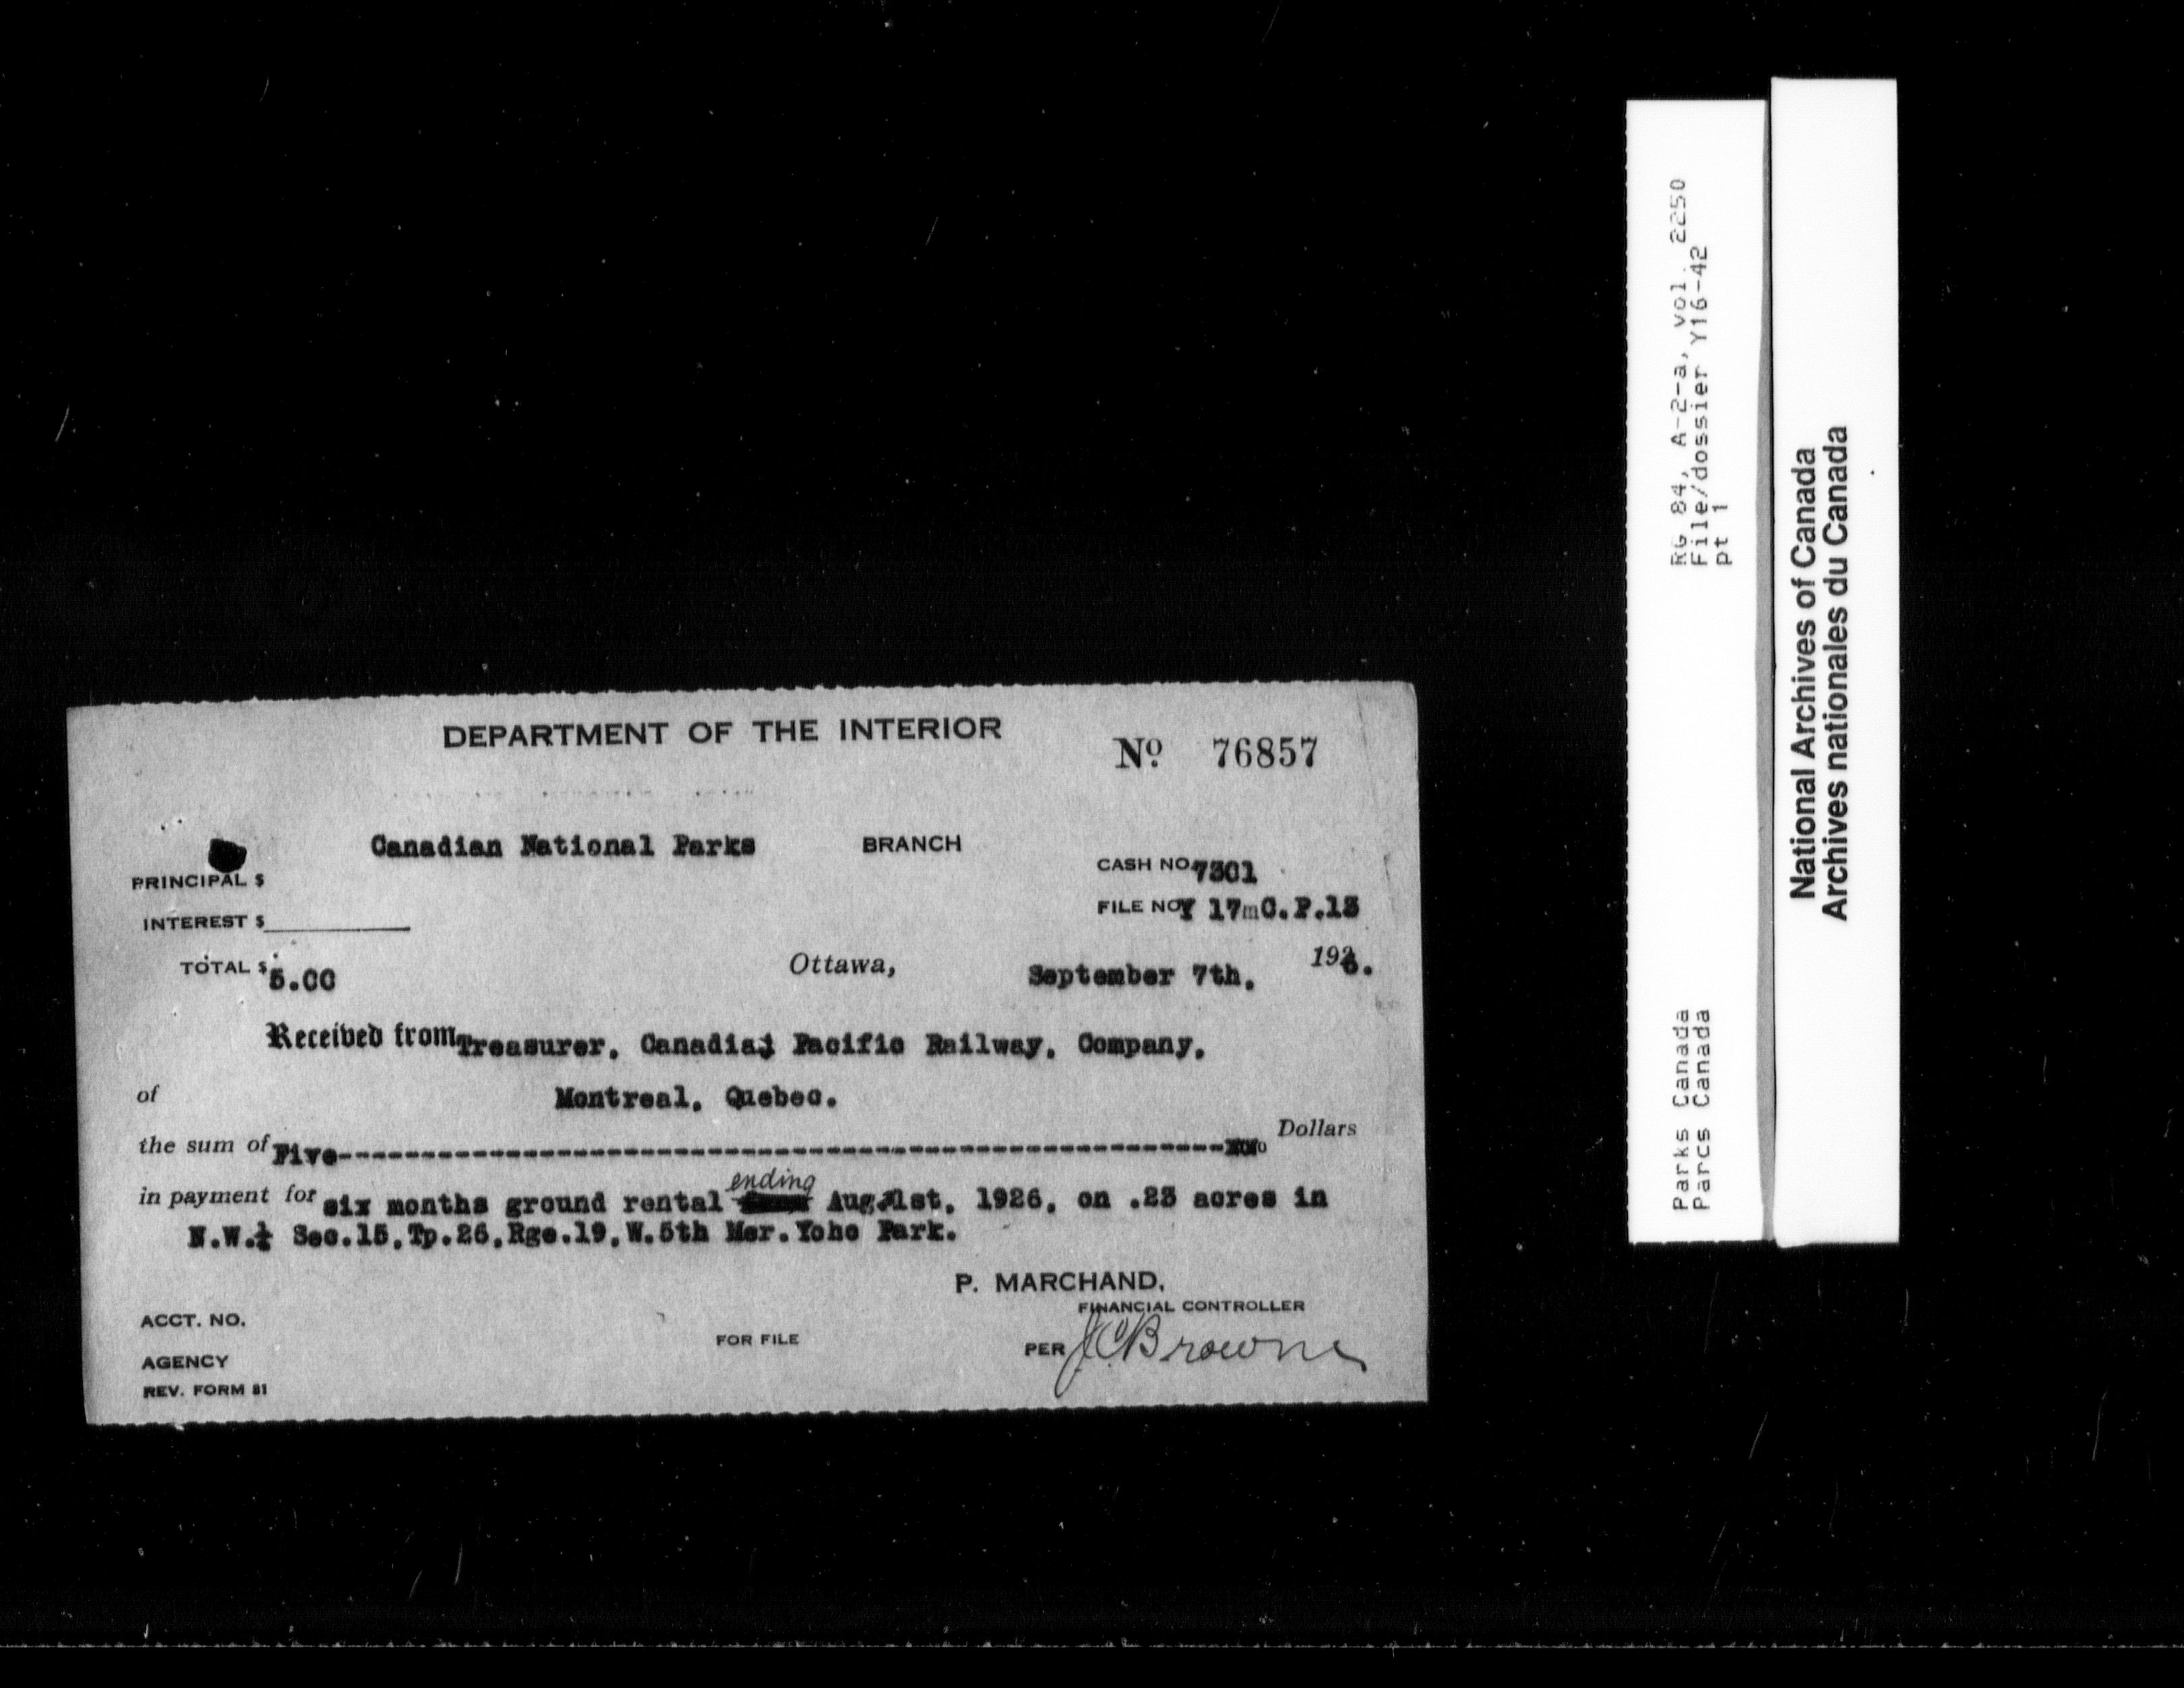 DEPARTMENT OF THE INTERIOR
Nº 76857
Canadian National Parks BRANCH
CASH NO. 7301
PRINCIPAL $
FILE NO. Y 17mC.P.13
INTEREST $
TOTAL $ 5.00 Ottawa, September 7th, 1926.
Received from Treasurer, Canadian Pacific Railway, Company,
of Montreal, Quebec.
the sum of Five Dollars
in payment for six months ground rental ending Aug. 1st, 1926, on .23 acres in
N.W.¼ Sec.15,Tp.26,Rge.19,W.5th Mer.Yoho Park.
P. MARCHAND,
FINANCIAL CONTROLLER
ACCT. NO.
FOR FILE
PER JC Browne
AGENCY
REV. FORM 81
RG 84, A-2-a, vol. 2250
File/dossier Y16-42
pt 1
Parks Canada
Parcs Canada
National Archives of Canada
Archives nationales du Canada